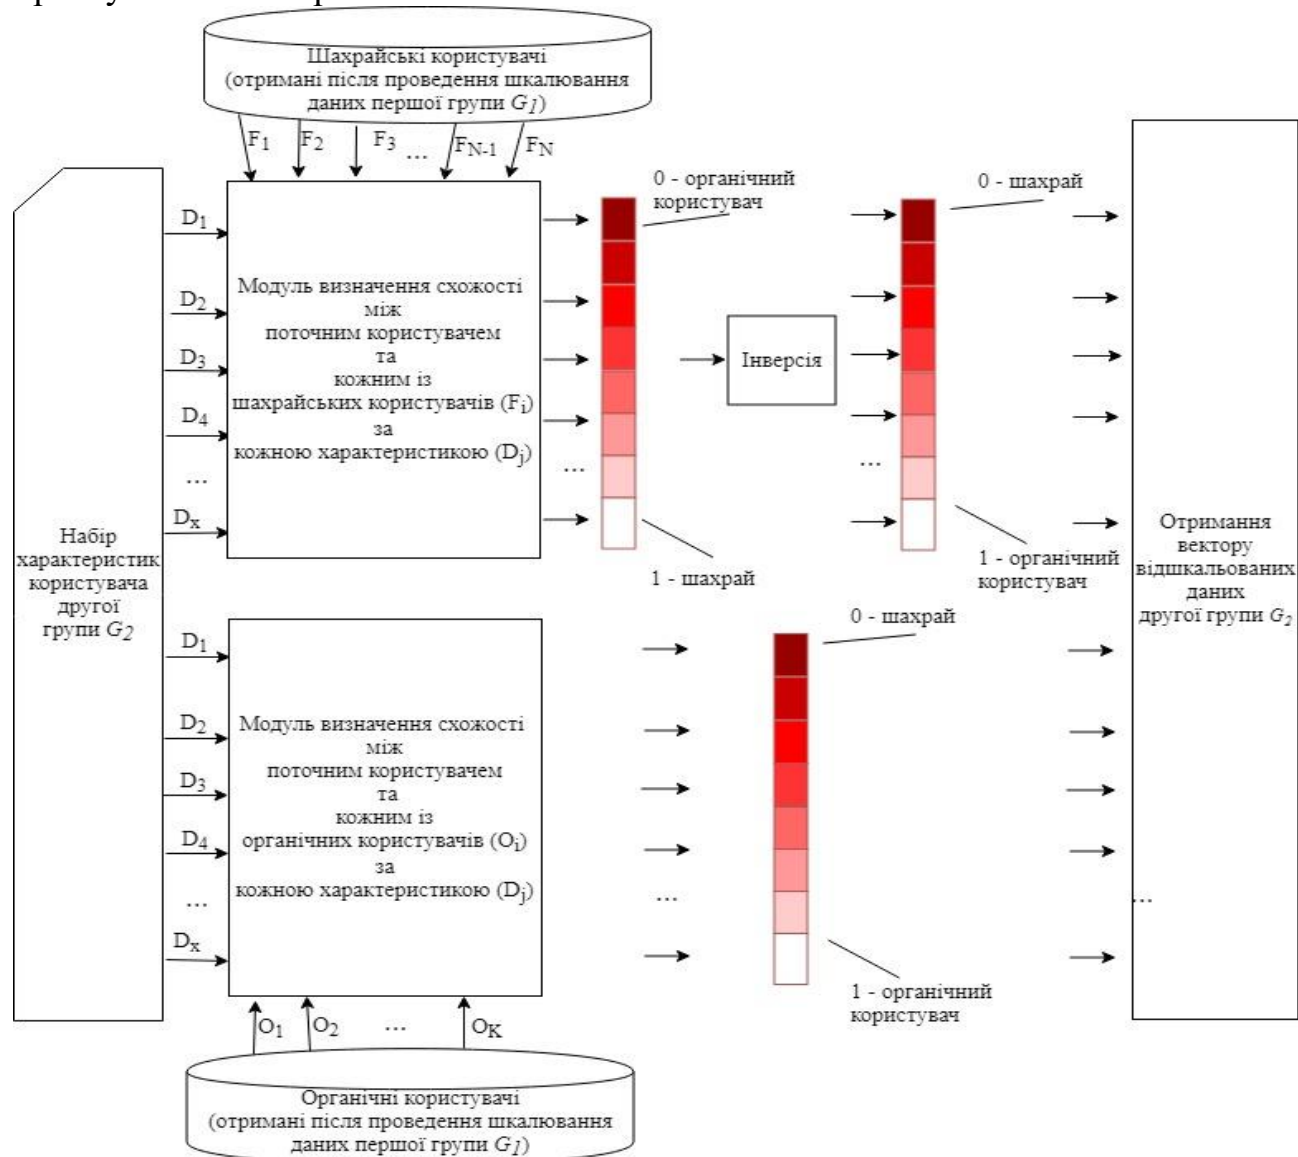 Шахрайські користувачі
(отримані після проведення шкалювання
даних першої групи G1)
F1
F2
F3
...
FN-1
FN
0 - органічний
користувач
0 - шахрай
D1
D2
D3
D4
...
Dx
Модуль визначення схожості
між
поточним користувачем
та
кожним із
шахрайських користувачів (Fi)
за
кожною характеристикою (Dj)
...
Інверсія
...
...
1 - шахрай
1 - органічний
користувач
Набір
характеристик
користувача
другої
групи G2
Отримання
вектору
відшкальованих
даних
другої групи G2
0 - шахрай
D1
D2
D3
D4
...
Dx
Модуль визначення схожості
між
поточним користувачем
та
кожним із
органічних користувачів (Oi)
за
кожною характеристикою (Dj)
...
...
1 - органічний
користувач
O1
O2
...
OK
Органічні користувачі
(отримані після проведення шкалювання
даних першої групи G1)